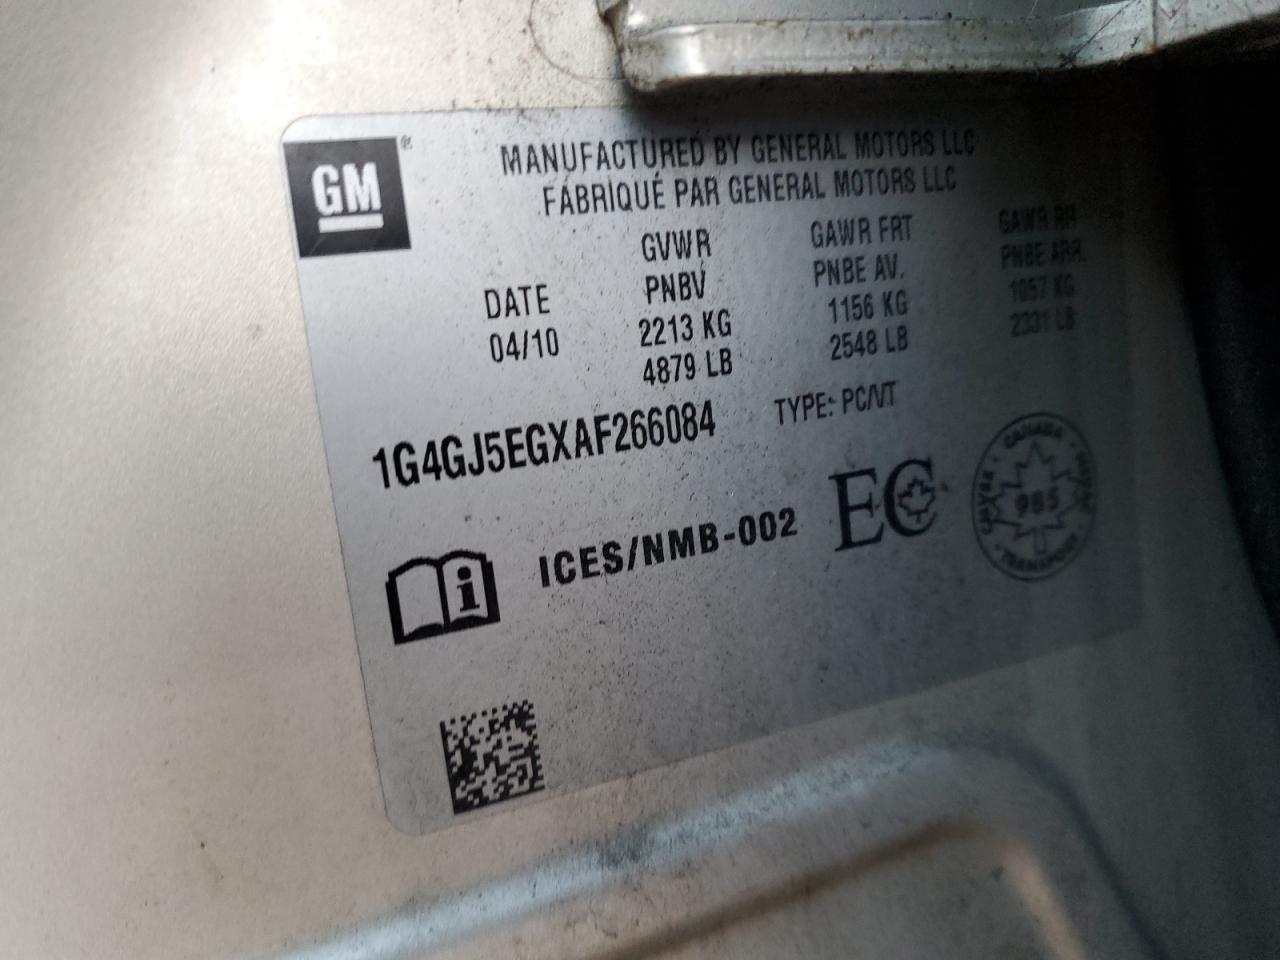 GM®
MANUFACTURED BY GENERAL MOTORS LLC
FABRIQUÉ PAR GENERAL MOTORS LLC
GVWR GAWR FRT GAWR RR
DATE PNBV PNBE AV. PNBE ARR.
04/10 2213 KG 1156 KG 1057 KG
4879 LB 2548 LB 2331 LB
1G4GJ5EGXAF266084 TYPE: PC/VT
i ICES/NMB-002 EC
CANADA
985
TRANSPORT